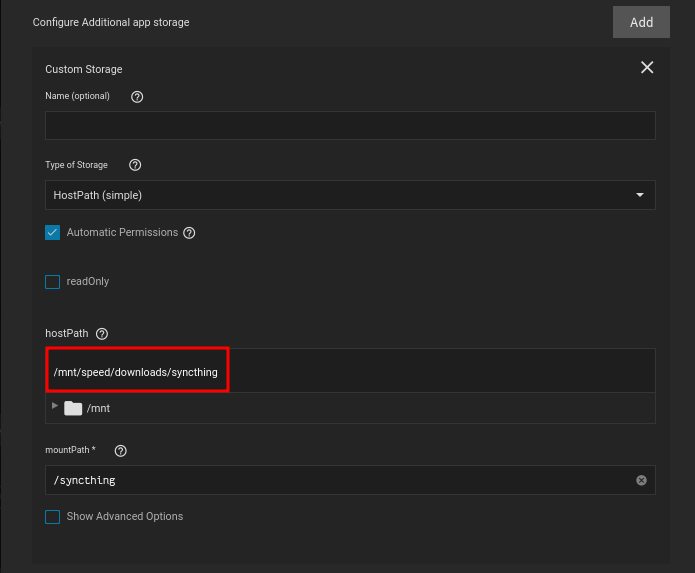 Configure Additional app storage
Add
Custom Storage
Name (optional)
Type of Storage
HostPath (simple)
Automatic Permissions
readOnly
hostPath
/mnt/speed/downloads/syncthing
/mnt
mountPath *
/syncthing
Show Advanced Options